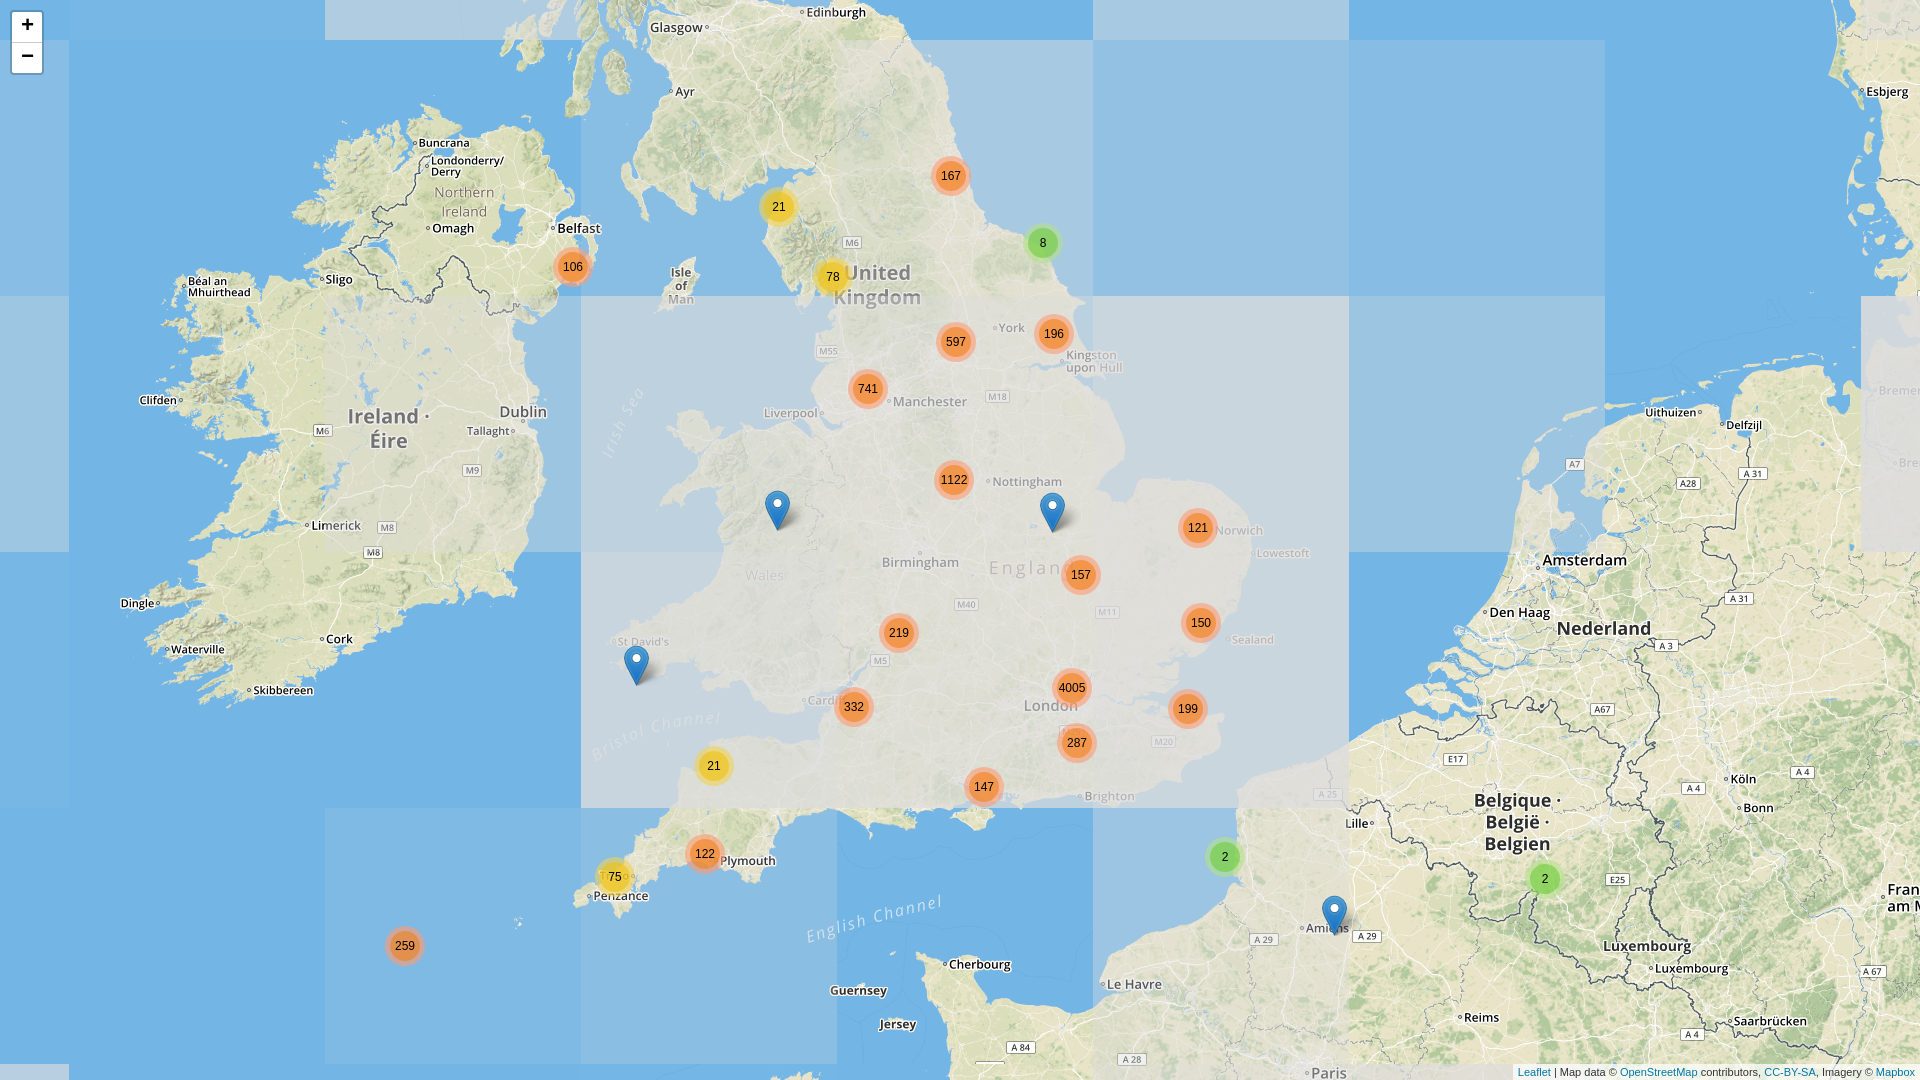 +
−
Edinburgh
Glasgow
Ayr
Esbjerg
Buncrana
Londonderry/
Derry
Northern
Ireland
Omagh
Belfast
106
Sligo
Béal an
Mhuirthead
Isle
of
Man
167
21
M6
8
78
United
Kingdom
York
196
597
Kingston
upon Hull
M55
741
Manchester
M18
Liverpool
Irish Sea
Clifden
Ireland ·
Éire
M6
Dublin
Tallaght
M9
Limerick
M8
M8
Dingle
Waterville
Cork
Skibbereen
1122
Nottingham
121
Norwich
Lowestoft
Birmingham
Wales
157
M40
M11
150
Sealand
219
M5
St David's
332
4005
London
199
287
M20
Bristol Channel
21
147
Brighton
122
Plymouth
75
Penzance
259
English Channel
Guernsey
Jersey
Cherbourg
Le Havre
A 84
A 28
A 29
Amiens
A 29
Paris
2
A 25
Lille
E17
Belgique ·
België ·
Belgien
2
E25
Luxembourg
Luxembourg
Reims
A 4
Saarbrücken
A 67
Köln
A 4
A 4
Bonn
A67
Nederland
A 3
A 31
Den Haag
Amsterdam
A7
A28
A 31
Uithuizen
Delfzijl
Leaflet | Map data © OpenStreetMap contributors, CC-BY-SA, Imagery © Mapbox